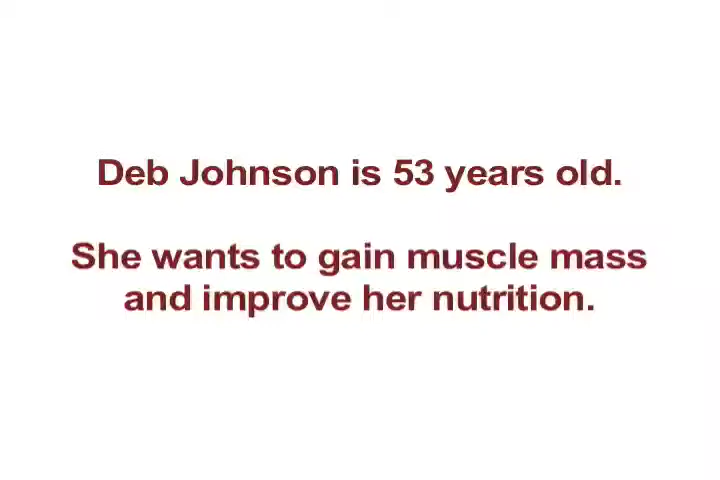 Deb Johnson is 53 years old.
She wants to gain muscle mass
and improve her nutrition.